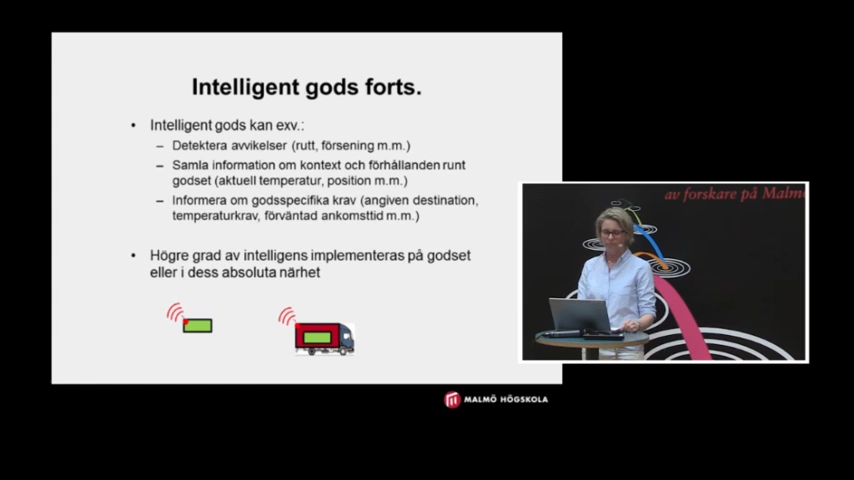 Intelligent gods forts.
• Intelligent gods kan exv.:
– Detektera avvikelser (rutt, försening m.m.)
– Samla information om kontext och förhållanden runt
godset (aktuell temperatur, position m.m.)
– Informera om godsspecifika krav (angiven destination,
temperaturkrav, förväntad ankomsttid m.m.)
• Högre grad av intelligens implementeras på godset
eller i dess absoluta närhet
av forskare på Malmö
MALMÖ HÖGSKOLA